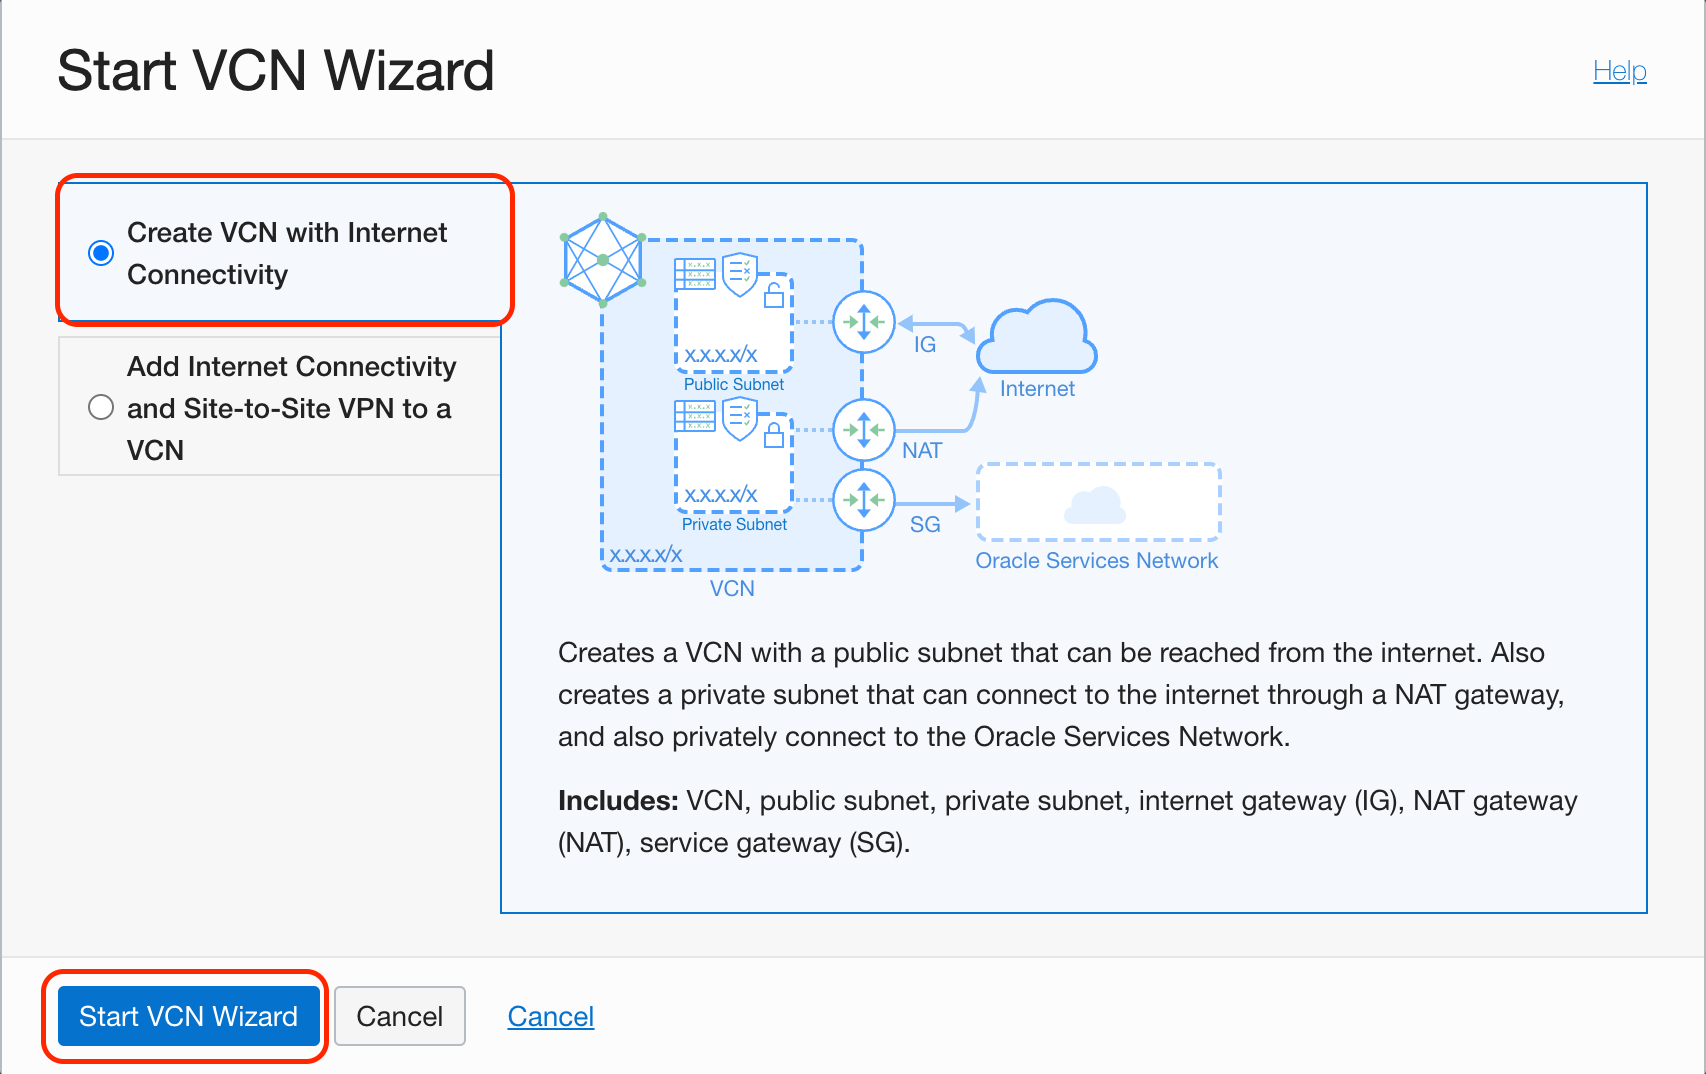 Start VCN Wizard
Help
Create VCN with Internet
Connectivity
Add Internet Connectivity
and Site-to-Site VPN to a
VCN
x.x.x
x.x.x
x.x.x
x.x.x.x/x
Public Subnet
x.x.x
x.x.x
x.x.x
x.x.x.x/x
Private Subnet
x.x.x.x/x
VCN
IG
Internet
NAT
SG
Oracle Services Network
Creates a VCN with a public subnet that can be reached from the internet. Also
creates a private subnet that can connect to the internet through a NAT gateway,
and also privately connect to the Oracle Services Network.
Includes: VCN, public subnet, private subnet, internet gateway (IG), NAT gateway
(NAT), service gateway (SG).
Start VCN Wizard
Cancel
Cancel